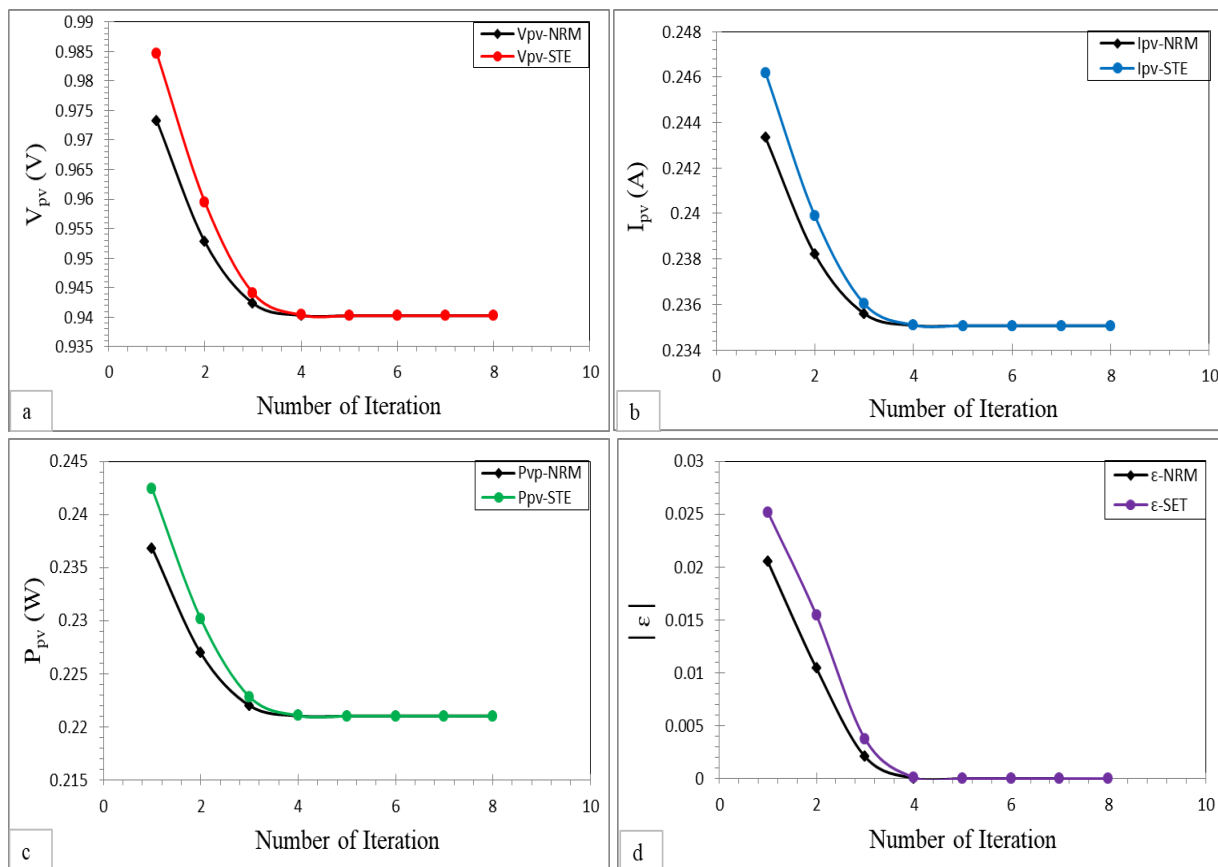 0.99
0.985
0.98
0.975
0.97
0.965
0.96
0.955
0.95
0.945
0.94
0.935
V_pv (V)
Vpv-NRM
Vpv-STE
0 2 4 6 8 10
Number of Iteration
a
0.248
0.246
0.244
0.242
0.24
0.238
0.236
0.234
I_pv (A)
Ipv-NRM
Ipv-STE
0 2 4 6 8 10
Number of Iteration
b
0.245
0.24
0.235
0.23
0.225
0.22
0.215
P_pv (W)
Pvp-NRM
Ppv-STE
0 2 4 6 8 10
Number of Iteration
c
0.03
0.025
0.02
0.015
0.01
0.005
0
| ε |
ε-NRM
ε-SET
0 2 4 6 8 10
Number of Iteration
d